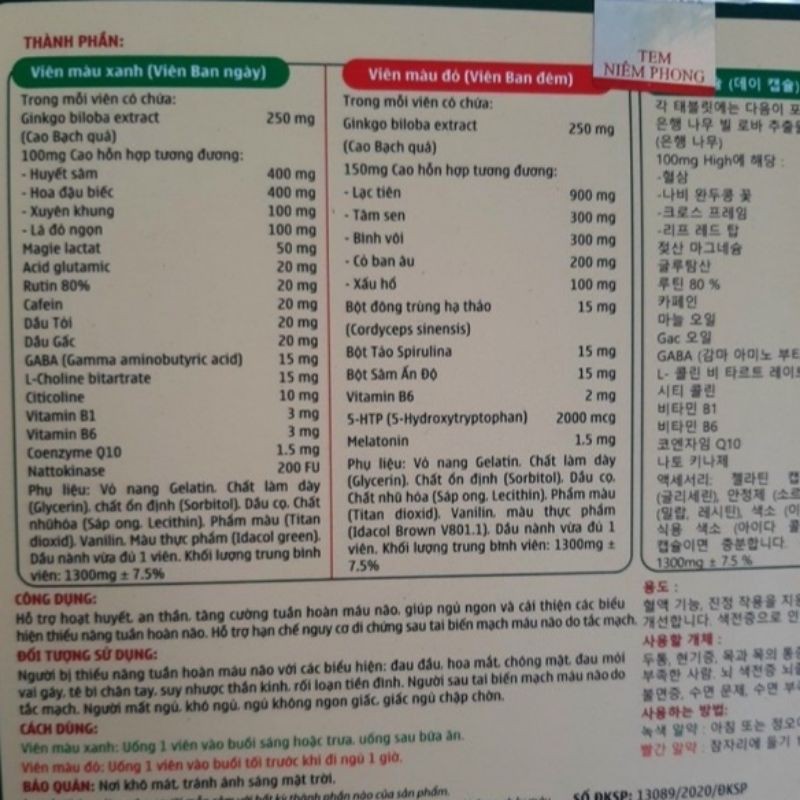 THÀNH PHẦN:
TEM
NIÊM PHONG
Viên màu xanh (Viên Ban ngày)
Trong mỗi viên có chứa:
Ginkgo biloba extract 250 mg
(Cao Bạch quả)
100mg Cao hỗn hợp tương đương:
- Huyết sâm 400 mg
- Hoa đậu biếc 400 mg
- Xuyên khung 100 mg
- Lá đỏ ngọn 100 mg
Magie lactat 50 mg
Acid glutamic 20 mg
Rutin 80% 20 mg
Cafein 20 mg
Dầu Tỏi 20 mg
Dầu Gấc 20 mg
GABA (Gamma aminobutyric acid) 15 mg
L-Choline bitartrate 15 mg
Citicoline 10 mg
Vitamin B1 3 mg
Vitamin B6 3 mg
Coenzyme Q10 1.5 mg
Nattokinase 200 FU
Phụ liệu: Vỏ nang Gelatin. Chất làm dày
(Glycerin). chất ổn định (Sorbitol). Dầu cọ. Chất
nhũhóa (Sáp ong. Lecithin). Phẩm màu (Titan
dioxid). Vanilin. Màu thực phẩm (Idacol green).
Dầu nành vừa đủ 1 viên. Khối lượng trung bình
viên: 1300mg ± 7.5%
Viên màu đỏ (Viên Ban đêm)
Trong mỗi viên có chứa:
Ginkgo biloba extract 250 mg
(Cao Bạch quả)
150mg Cao hỗn hợp tương đương:
- Lạc tiên 900 mg
- Tâm sen 300 mg
- Bình vôi 300 mg
- Cỏ ban âu 200 mg
- Xấu hổ 100 mg
Bột đông trùng hạ thảo 15 mg
(Cordyceps sinensis)
Bột Tảo Spirulina 15 mg
Bột Sâm Ấn Độ 15 mg
Vitamin B6 2 mg
5-HTP (5-Hydroxytryptophan) 2000 mcg
Melatonin 1.5 mg
Phụ liệu: Vỏ nang Gelatin. Chất làm dày
(Glycerin). Chất ổn định (Sorbitol). Dầu cọ.
Chất nhũ hóa (Sáp ong. Lecithin). Phẩm màu
(Titan dioxid). Vanilin, màu thực phẩm
(Idacol Brown V801.1). Dầu nành vừa đủ 1
viên. Khối lượng trung bình viên: 1300mg ±
7.5%
(데이 캡슐)
각 태블릿에는 다음이 포
은행 나무 빌 로바 추출물
(은행 나무)
100mg High에 해당 :
-혈삼
-나비 완두콩 꽃
-크로스 프레임
-리프 레드 탑
젖산 마그네슘
글루탐산
루틴 80 %
카페인
마늘 오일
Gac 오일
GABA (감마 아미노 부티
L- 콜린 비 타르트 레이트
시티 콜린
비타민 B1
비타민 B6
코엔자임 Q10
나토 키나제
액세서리: 젤라틴 캡
(글리세린), 안정제 (소르
(밀랍, 레시틴), 색소 (이
식용 색소 (아이다 콜
캡슐이면 충분합니다.
1300mg ± 7.5 %
CÔNG DỤNG:
Hỗ trợ hoạt huyết. an thần. tăng cường tuần hoàn máu não. giúp ngủ ngon và cải thiện các biểu
hiện thiểu năng tuần hoàn não. Hỗ trợ hạn chế nguy cơ di chứng sau tai biến mạch máu não do tắc mạch.
ĐỐI TƯỢNG SỬ DỤNG:
Người bị thiểu năng tuần hoàn máu não với các biểu hiện: đau đầu, hoa mắt, chóng mặt, đau mỏi
vai gáy, tê bì chân tay, suy nhược thần kinh, rối loạn tiền đình. Người sau tai biến mạch máu não do
tắc mạch. Người mất ngủ, khó ngủ, ngủ không ngon giấc, giấc ngủ chập chờn.
CÁCH DÙNG:
Viên màu xanh: Uống 1 viên vào buổi sáng hoặc trưa, uống sau bữa ăn.
Viên màu đỏ: Uống 1 viên vào buổi tối trước khi đi ngủ 1 giờ.
BẢO QUẢN: Nơi khô mát, tránh ánh sáng mặt trời.
thành phần nào của sản phẩm.
용도 :
혈액 기능, 진정 작용을 지원
개선합니다. 색전증으로 인
사용할 개체 :
두통, 현기증, 목과 목의 통증
부족한 사람, 뇌 색전증 뇌졸
불면증, 수면 문제, 수면 부족
사용하는 방법:
녹색 알약 : 아침 또는 정오에
빨간 알약 : 잠자리에 들기 1
SỐ ĐKSP: 13089/2020/ĐKSP